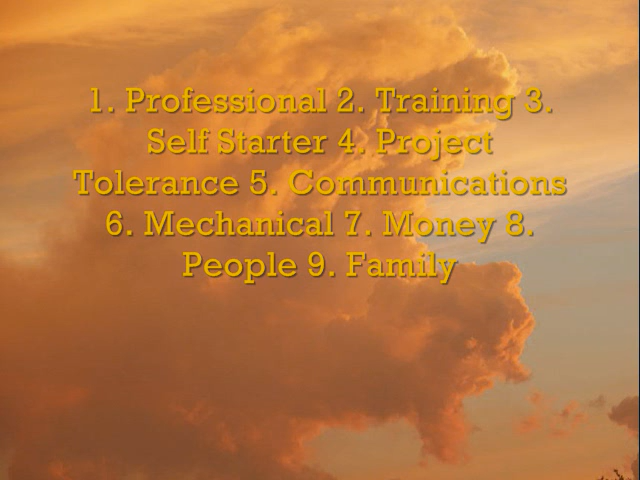 1. Professional 2. Training 3.
Self Starter 4. Project
Tolerance 5. Communications
6. Mechanical 7. Money 8.
People 9. Family